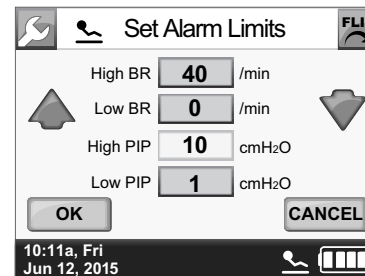 Set Alarm Limits
FLI
High BR 40 /min
Low BR 0 /min
High PIP 10 cmH2O
Low PIP 1 cmH2O
OK CANCEL
10:11a, Fri
Jun 12, 2015